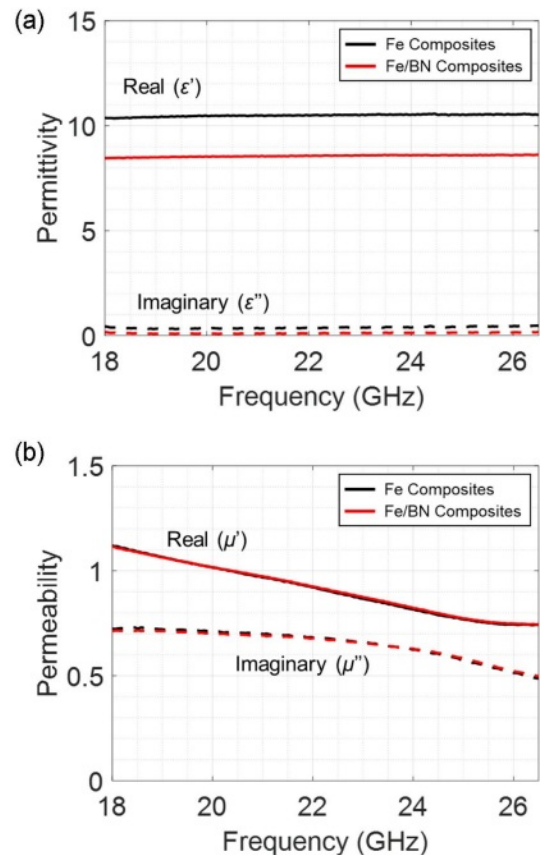 (a)
15
10
5
0
Permittivity
Fe Composites
Fe/BN Composites
Real (ε')
Imaginary (ε")
18 20 22 24 26
Frequency (GHz)
(b)
1.5
1
0.5
0
Permeability
Fe Composites
Fe/BN Composites
Real (μ')
Imaginary (μ")
18 20 22 24 26
Frequency (GHz)